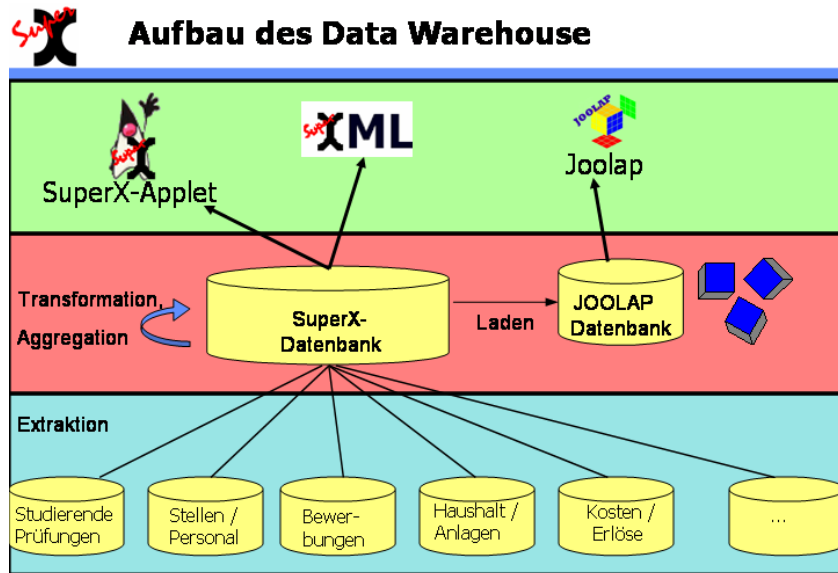 Super X
Aufbau des Data Warehouse
Super X
SuperX-Applet
Super XML
JOOLAP
Joolap
Transformation,
Aggregation
SuperX-
Datenbank
Laden
JOOLAP
Datenbank
Extraktion
Studierende
Prüfungen
Stellen /
Personal
Bewer-
bungen
Haushalt /
Anlagen
Kosten /
Erlöse
...